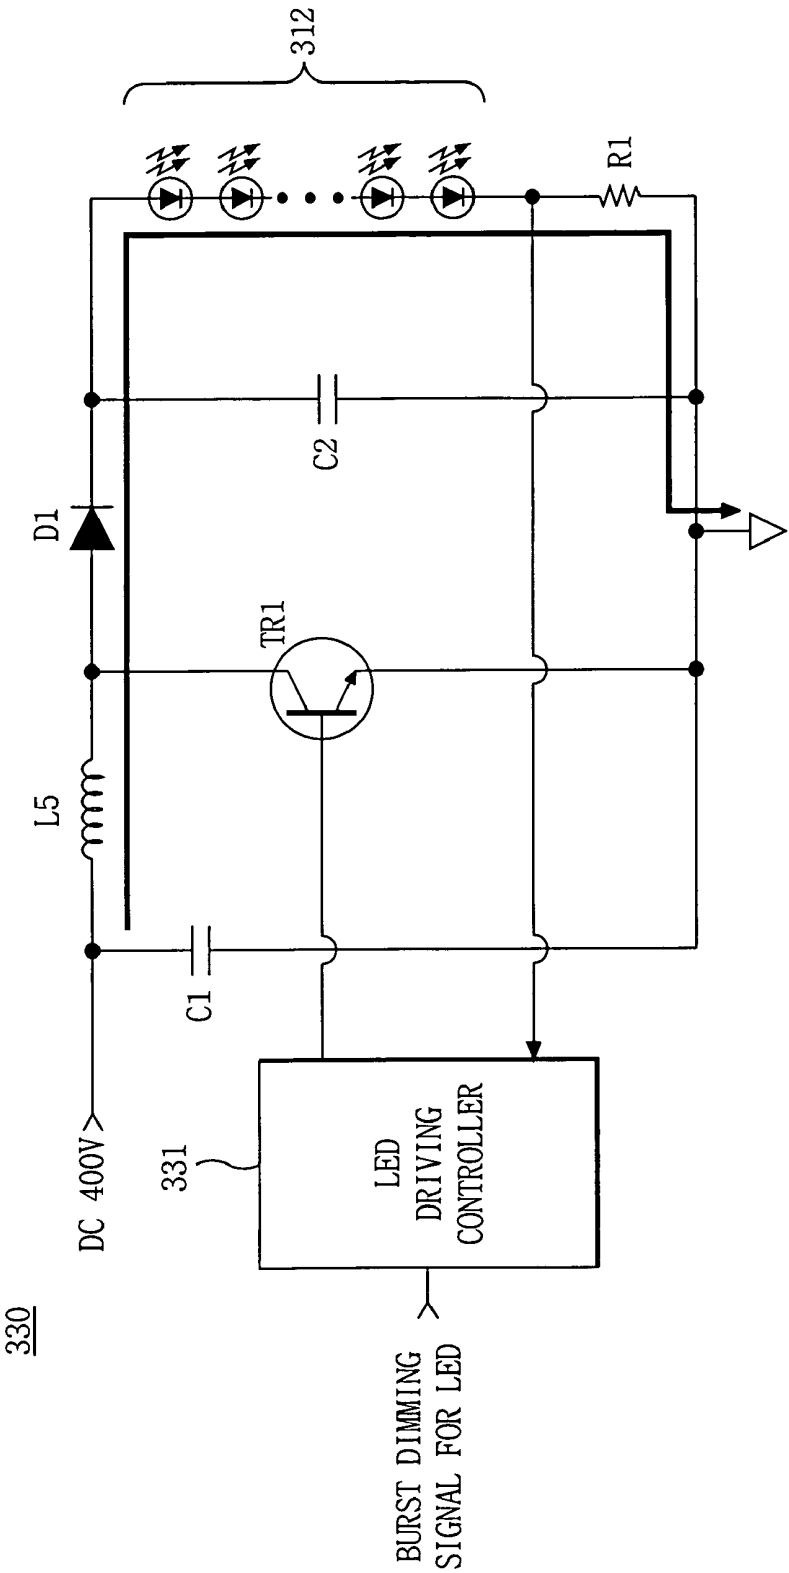 330
DC 400V
L5
D1
C1
TR1
C2
312
R1
331
LED
DRIVING
CONTROLLER
BURST DIMMING
SIGNAL FOR LED